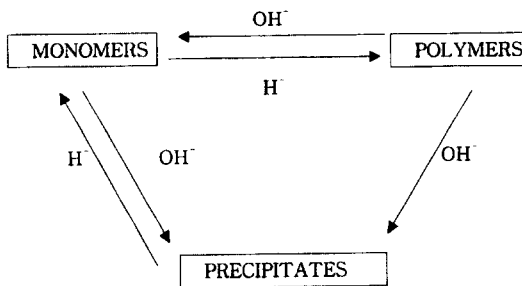 OH⁻
MONOMERS
POLYMERS
H⁻
H⁻
OH⁻
OH⁻
PRECIPITATES